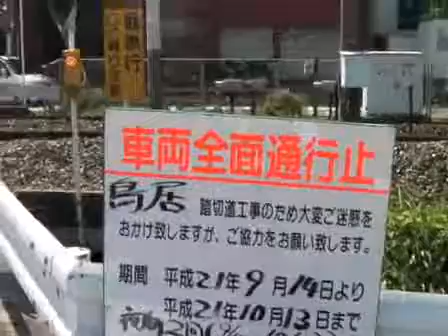 車両全面通行止
鳥居 踏切道工事のため大変ご迷惑を
おかけ致しますが、ご協力をお願い致します。
期間 平成21年9月14日より
平成21年10月13日まで